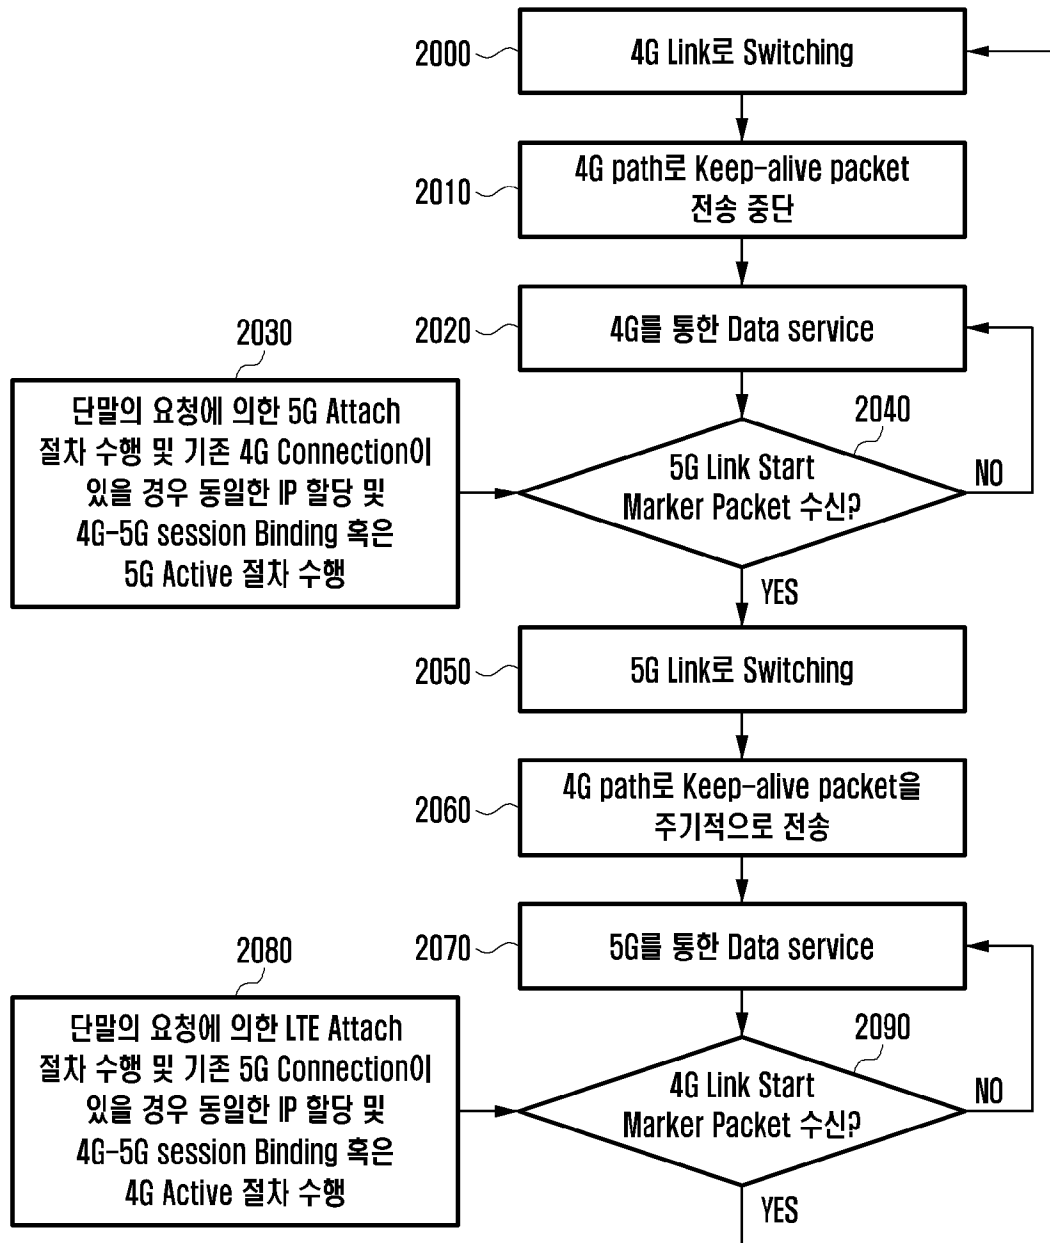 2000
4G Link로 Switching
2010
4G path로 Keep-alive packet
전송 중단
2020
4G를 통한 Data service
2030
단말의 요청에 의한 5G Attach
절차 수행 및 기존 4G Connection이
있을 경우 동일한 IP 할당 및
4G-5G session Binding 혹은
5G Active 절차 수행
2040
5G Link Start
Marker Packet 수신?
NO
YES
2050
5G Link로 Switching
2060
4G path로 Keep-alive packet을
주기적으로 전송
2070
5G를 통한 Data service
2080
단말의 요청에 의한 LTE Attach
절차 수행 및 기존 5G Connection이
있을 경우 동일한 IP 할당 및
4G-5G session Binding 혹은
4G Active 절차 수행
2090
4G Link Start
Marker Packet 수신?
NO
YES